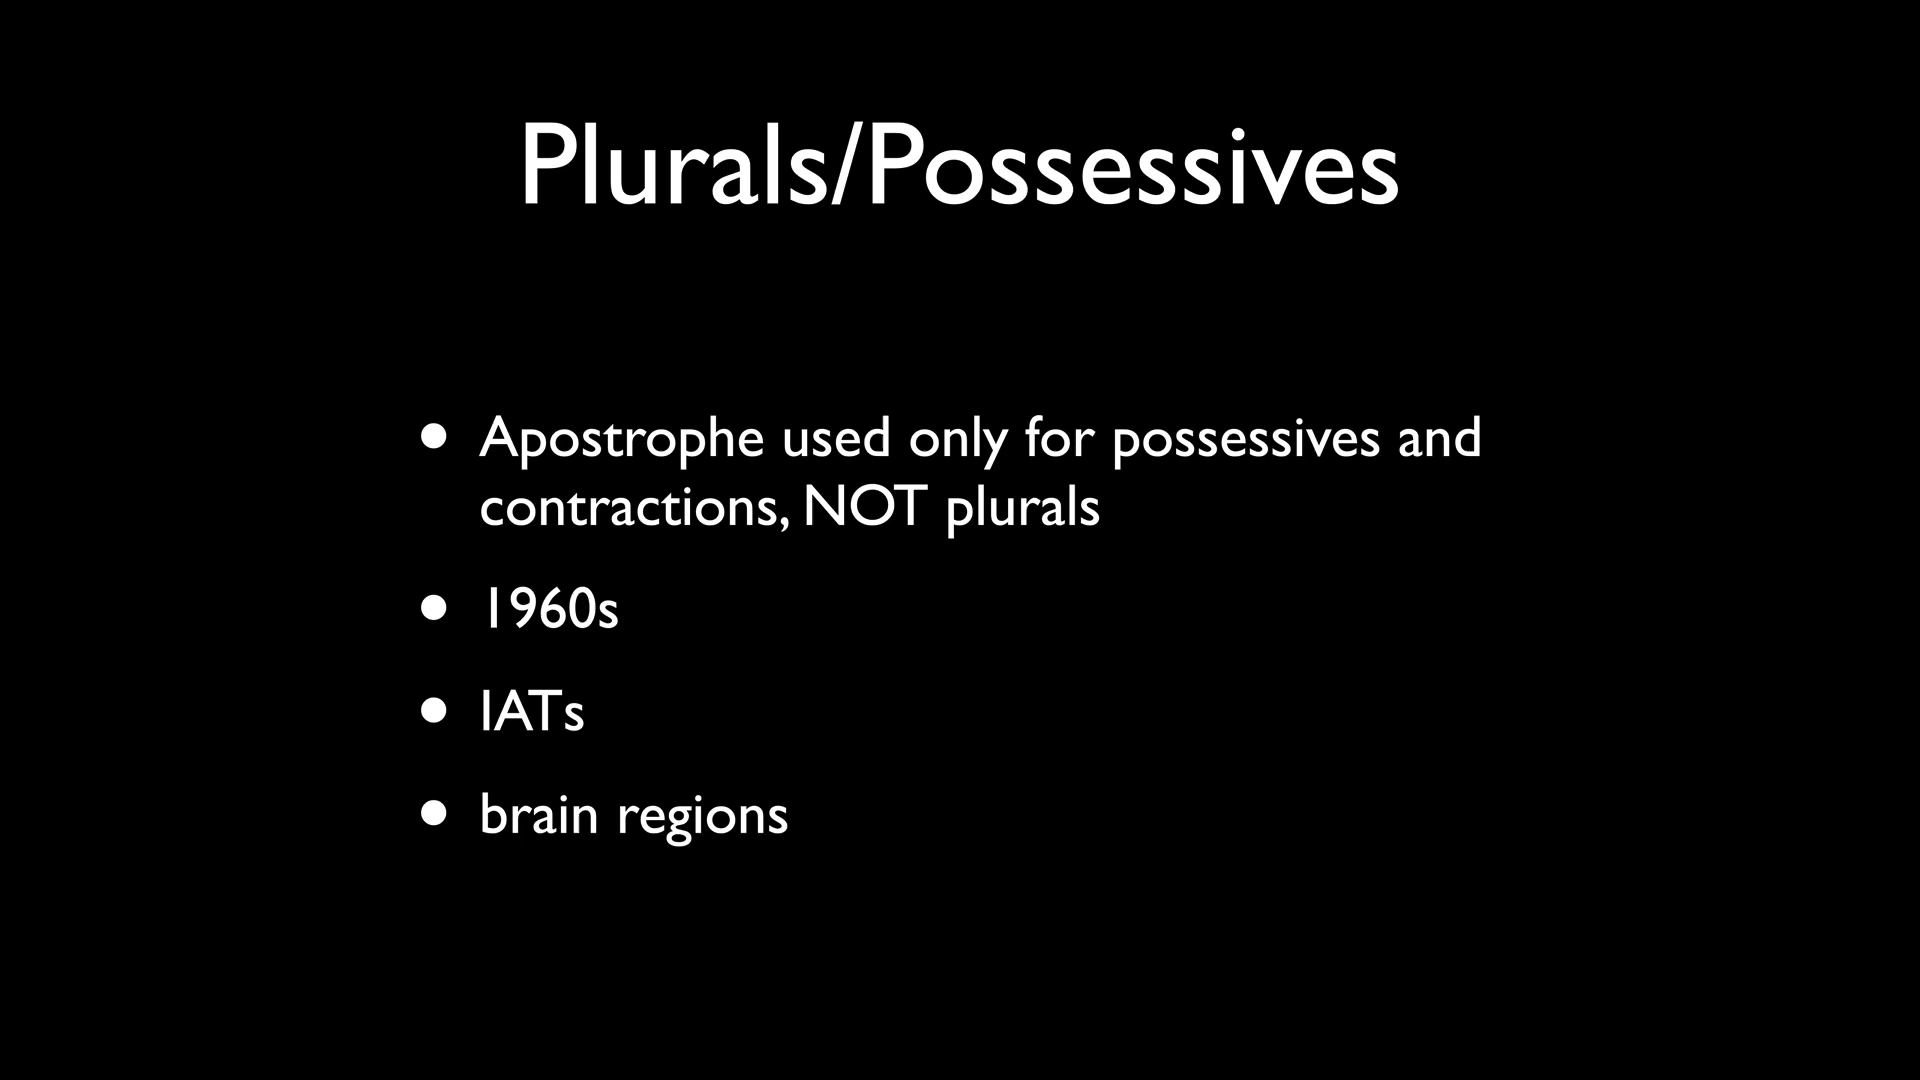 Plurals/Possessives
• Apostrophe used only for possessives and
contractions, NOT plurals
• 1960s
• IATs
• brain regions